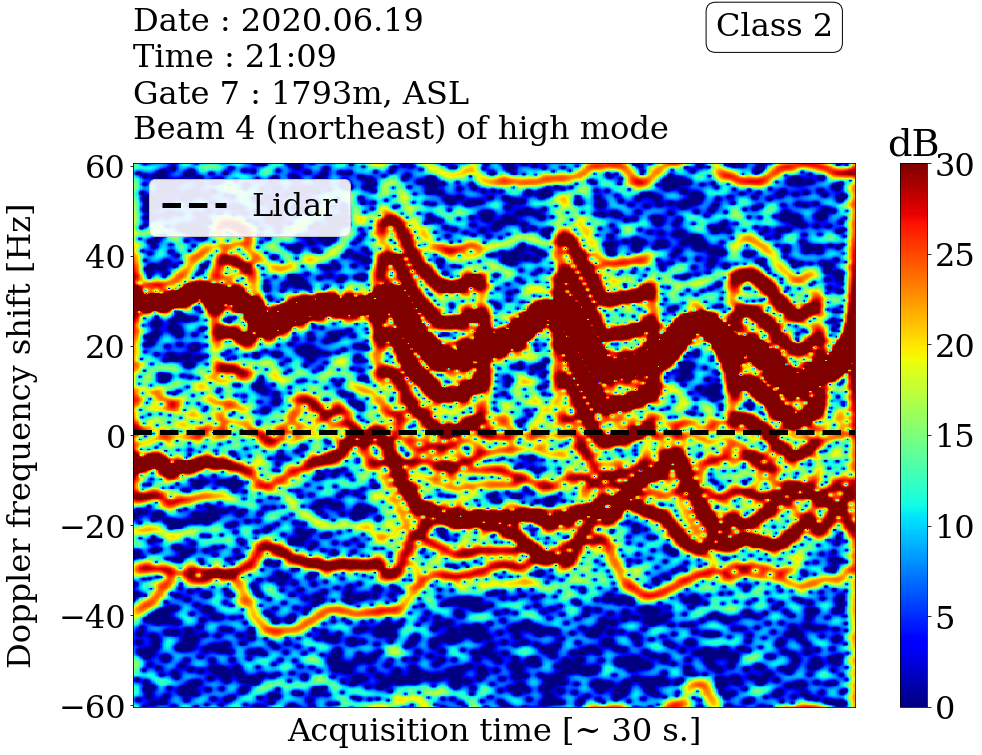 Date : 2020.06.19
Class 2
Time : 21:09
Gate 7 : 1793m, ASL
Beam 4 (northeast) of high mode
dB
Lidar
60
40
20
0
−20
−40
−60
Doppler frequency shift [Hz]
Acquisition time [~ 30 s.]
30
25
20
15
10
5
0